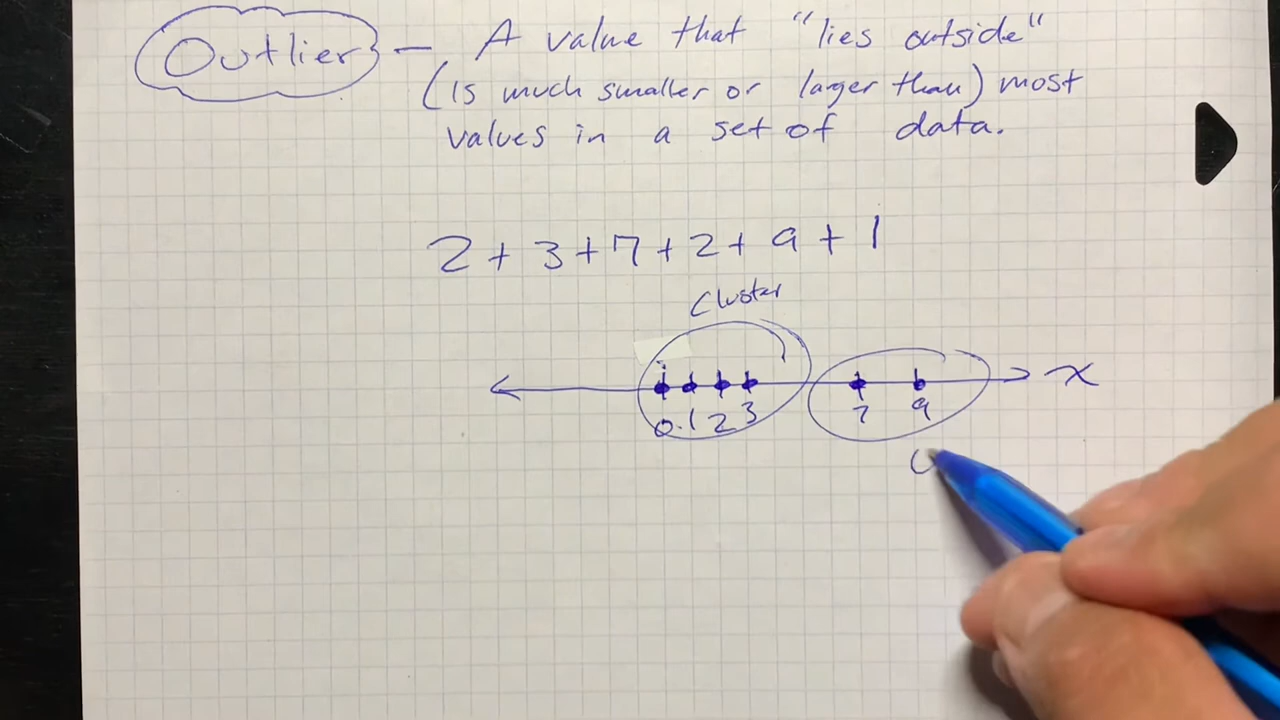 Outlier — A value that "lies outside"
(Is much smaller or larger than) most
values in a set of data.
2 + 3 + 7 + 2 + 9 + 1
Cluster
x
0 1 2 3 7 9